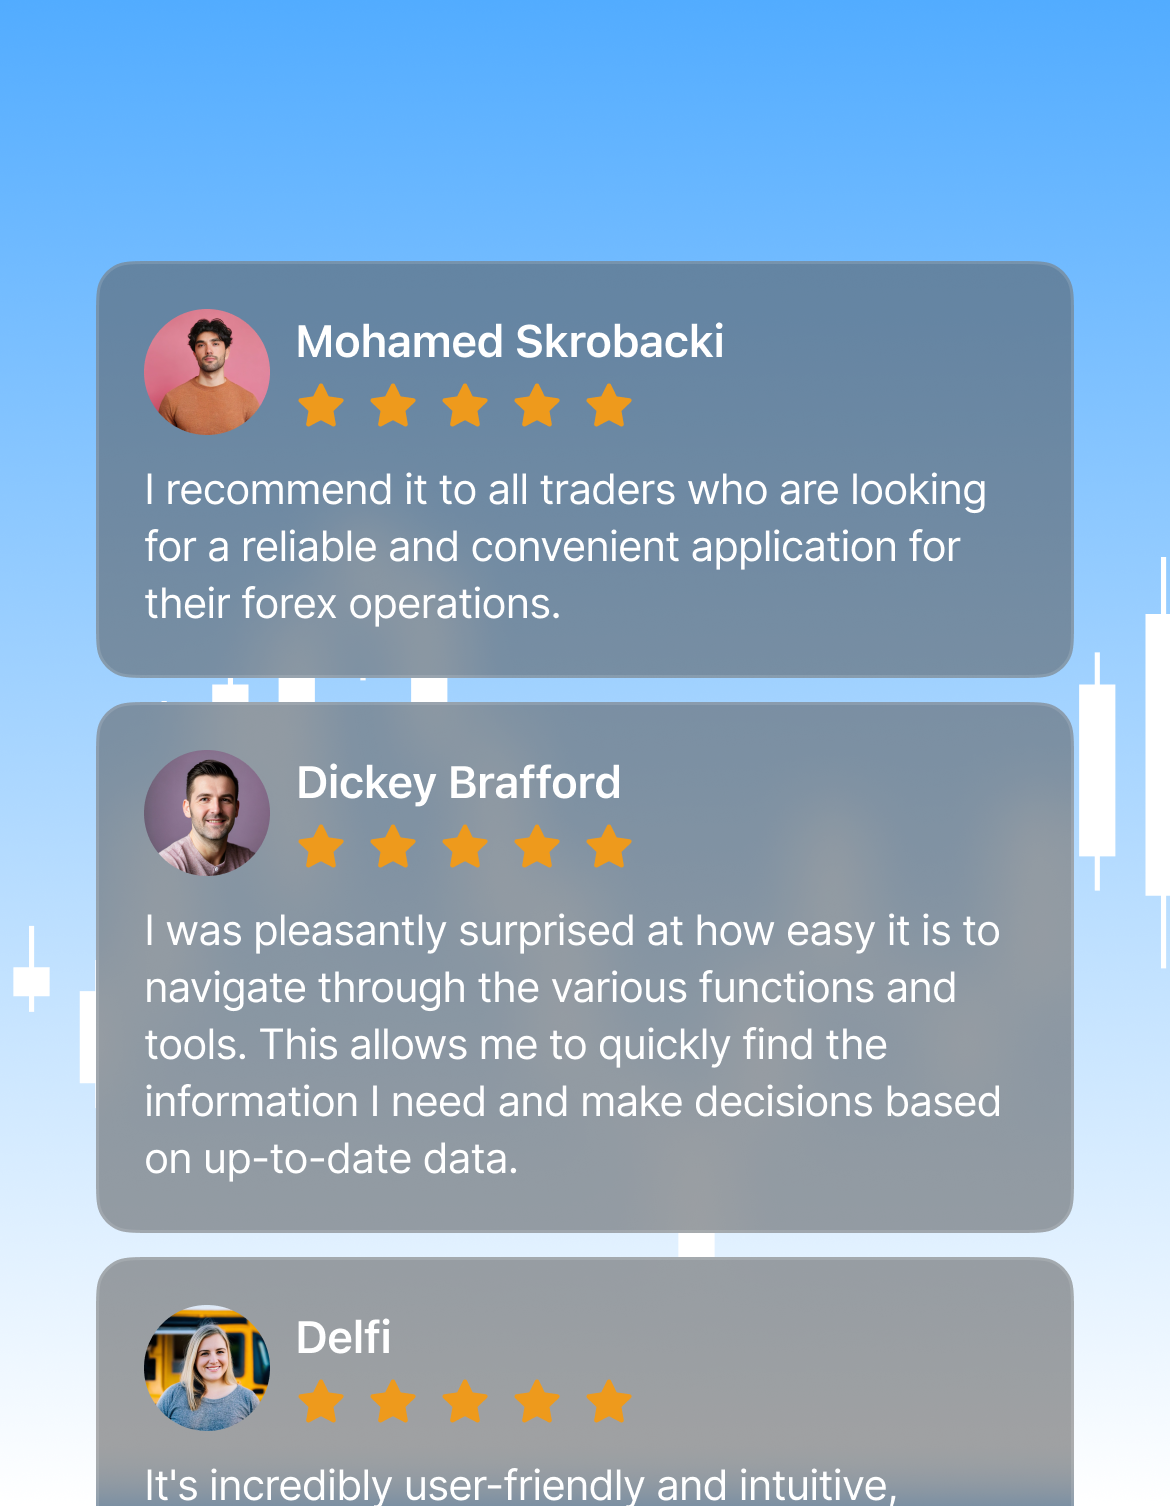 Mohamed Skrobacki
I recommend it to all traders who are looking
for a reliable and convenient application for
their forex operations.
Dickey Brafford
I was pleasantly surprised at how easy it is to
navigate through the various functions and
tools. This allows me to quickly find the
information I need and make decisions based
on up-to-date data.
Delfi
It's incredibly user-friendly and intuitive,